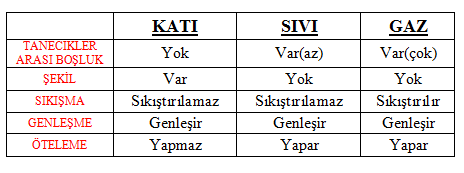 KATI SIVI GAZ
TANECİKLER ARASI BOŞLUK Yok Var(az) Var(çok)
ŞEKİL Var Yok Yok
SIKIŞMA Sıkıştırılamaz Sıkıştırılamaz Sıkıştırılır
GENLEŞME Genleşir Genleşir Genleşir
ÖTELEME Yapmaz Yapar Yapar